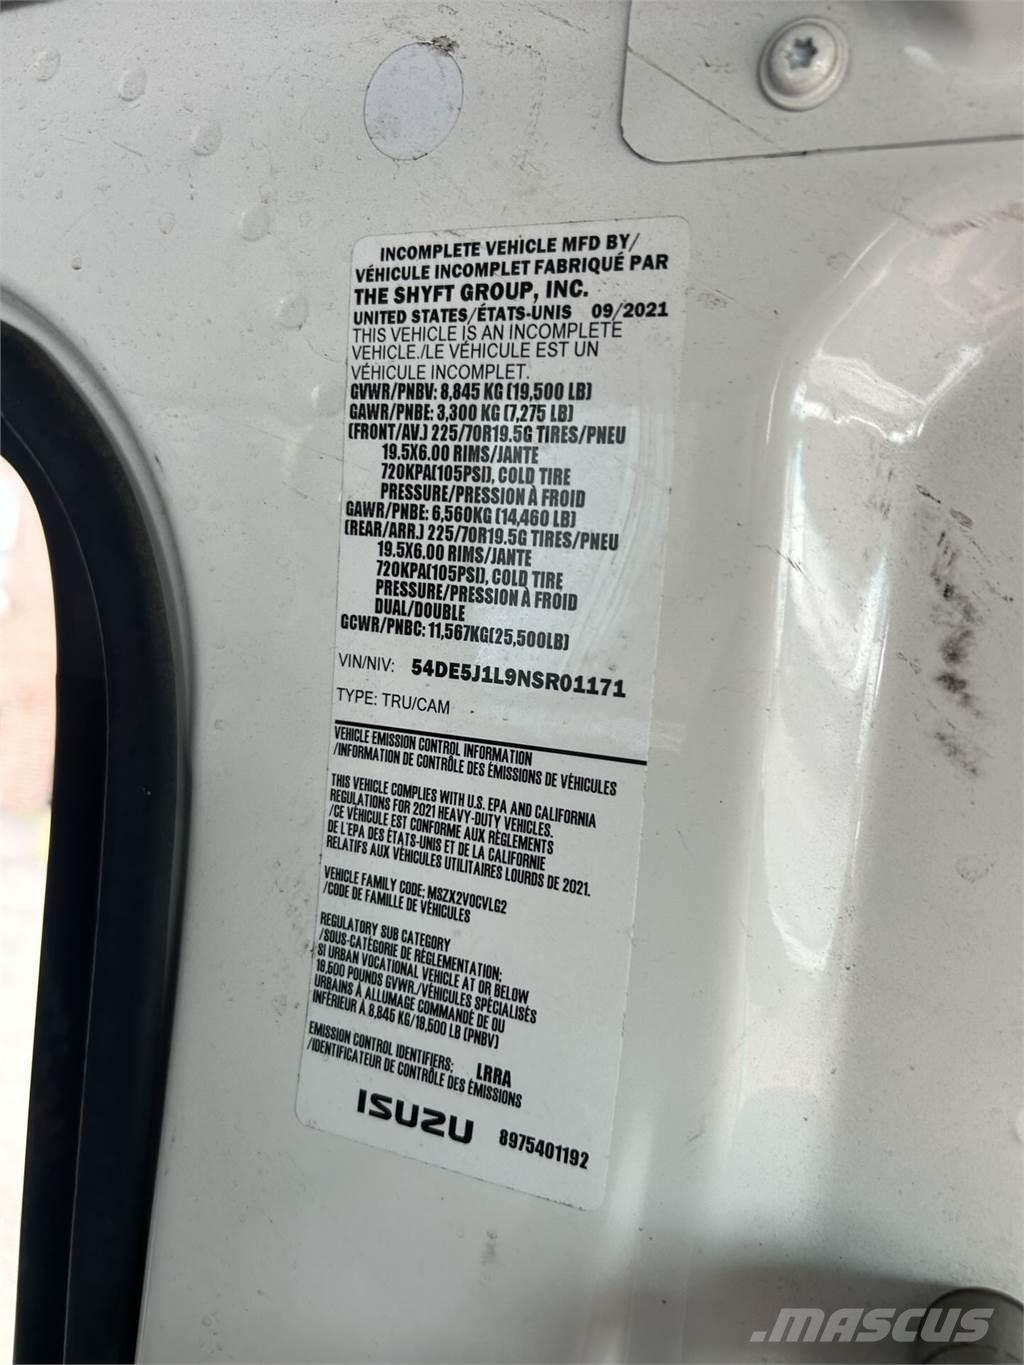 INCOMPLETE VEHICLE MFD BY/
VÉHICULE INCOMPLET FABRIQUÉ PAR
THE SHYFT GROUP, INC.
UNITED STATES/ÉTATS-UNIS 09/2021
THIS VEHICLE IS AN INCOMPLETE
VEHICLE./LE VÉHICULE EST UN
VÉHICULE INCOMPLET.
GVWR/PNBV: 8,845 KG (19,500 LB)
GAWR/PNBE: 3,300 KG (7,275 LB)
(FRONT/AV.) 225/70R19.5G TIRES/PNEU
19.5X6.00 RIMS/JANTE
720KPA(105PSI), COLD TIRE
PRESSURE/PRESSION À FROID
GAWR/PNBE: 6,560KG (14,460 LB)
(REAR/ARR.) 225/70R19.5G TIRES/PNEU
19.5X6.00 RIMS/JANTE
720KPA(105PSI), COLD TIRE
PRESSURE/PRESSION À FROID
DUAL/DOUBLE
GCWR/PNBC: 11,567KG(25,500LB)
VIN/NIV: 54DE5J1L9NSR01171
TYPE: TRU/CAM
VEHICLE EMISSION CONTROL INFORMATION
/INFORMATION DE CONTRÔLE DES ÉMISSIONS DE VÉHICULES
THIS VEHICLE COMPLIES WITH U.S. EPA AND CALIFORNIA
REGULATIONS FOR 2021 HEAVY-DUTY VEHICLES.
/CE VÉHICULE EST CONFORME AUX RÈGLEMENTS
DE L'EPA DES ÉTATS-UNIS ET DE LA CALIFORNIE
RELATIFS AUX VÉHICULES UTILITAIRES LOURDS DE 2021.
VEHICLE FAMILY CODE: MSZX2VOCVLG2
/CODE DE FAMILLE DE VÉHICULES
REGULATORY SUB CATEGORY
/SOUS-CATÉGORIE DE RÉGLEMENTATION:
SI URBAN VOCATIONAL VEHICLE AT OR BELOW
19,500 POUNDS GVWR./VÉHICULES SPÉCIALISÉS
URBAINS À ALLUMAGE COMMANDÉ DE OU
INFÉRIEUR À 8,845 KG/19,500 LB (PNBV)
EMISSION CONTROL IDENTIFIERS: LRRA
/IDENTIFICATEUR DE CONTRÔLE DES ÉMISSIONS
ISUZU 8975401192
.MASCUS